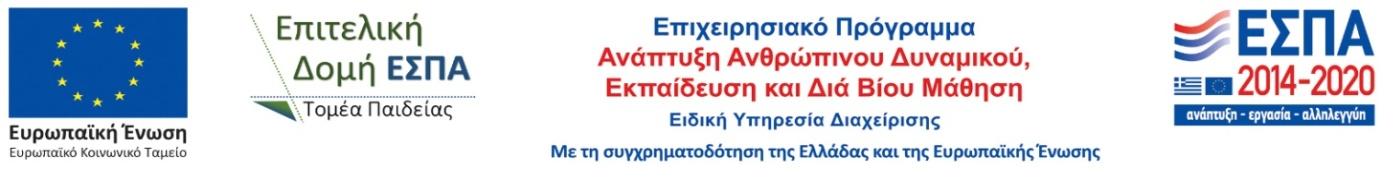 Ευρωπαϊκή Ένωση
Ευρωπαϊκό Κοινωνικό Ταμείο
Επιτελική
Δομή ΕΣΠΑ
Τομέα Παιδείας
Επιχειρησιακό Πρόγραμμα
Ανάπτυξη Ανθρώπινου Δυναμικού,
Εκπαίδευση και Διά Βίου Μάθηση
Ειδική Υπηρεσία Διαχείρισης
Με τη συγχρηματοδότηση της Ελλάδας και της Ευρωπαϊκής Ένωσης
ΕΣΠΑ
2014-2020
ανάπτυξη - εργασία - αλληλεγγύη